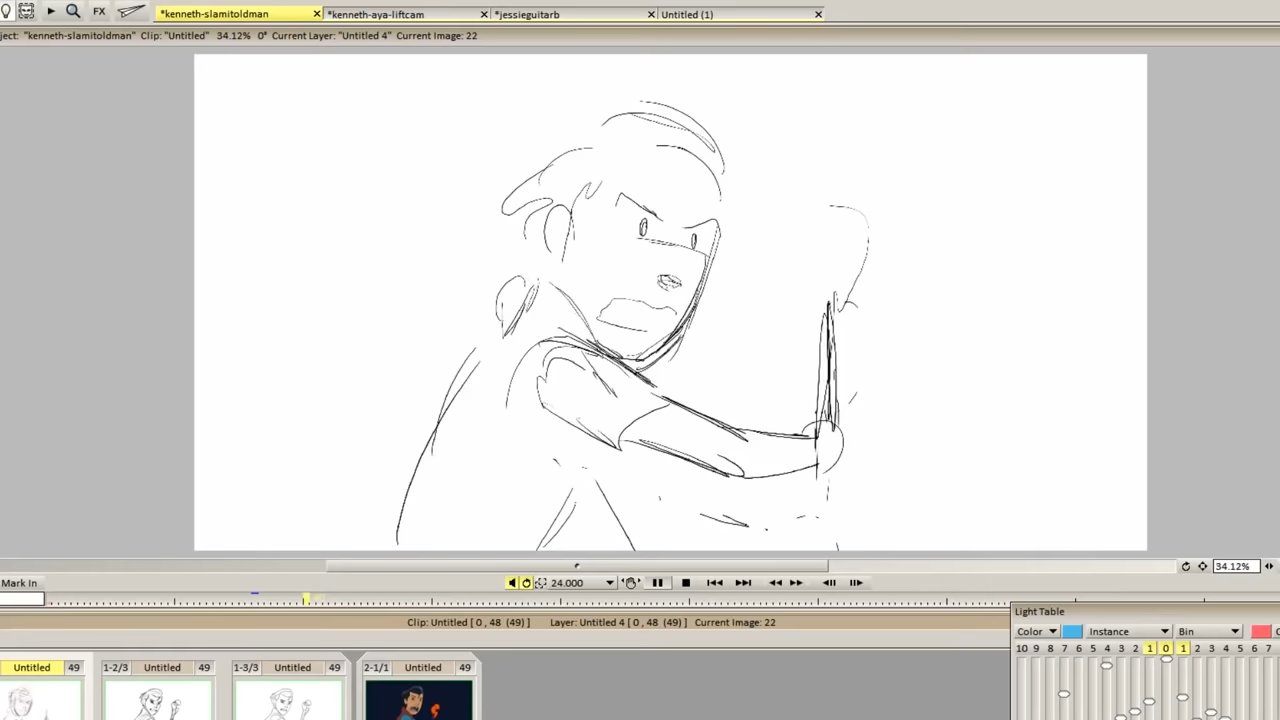 FX *kenneth-slamitoldman × *kenneth-aya-liftcam × *jessieguitarb × Untitled (1) ×
ject: "kenneth-slamitoldman" Clip: "Untitled" 34.12% 0° Current Layer: "Untitled 4" Current Image: 22
34.12%
Mark In 24.000
Clip: Untitled [ 0 , 48 (49) ] Layer: Untitled 4 [ 0 , 48 (49) ] Current Image: 22
Light Table
Color Instance Bin
10 9 8 7 6 5 4 3 2 1 0 1 2 3 4 5 6 7
Untitled 49 1-2/3 Untitled 49 1-3/3 Untitled 49 2-1/1 Untitled 49